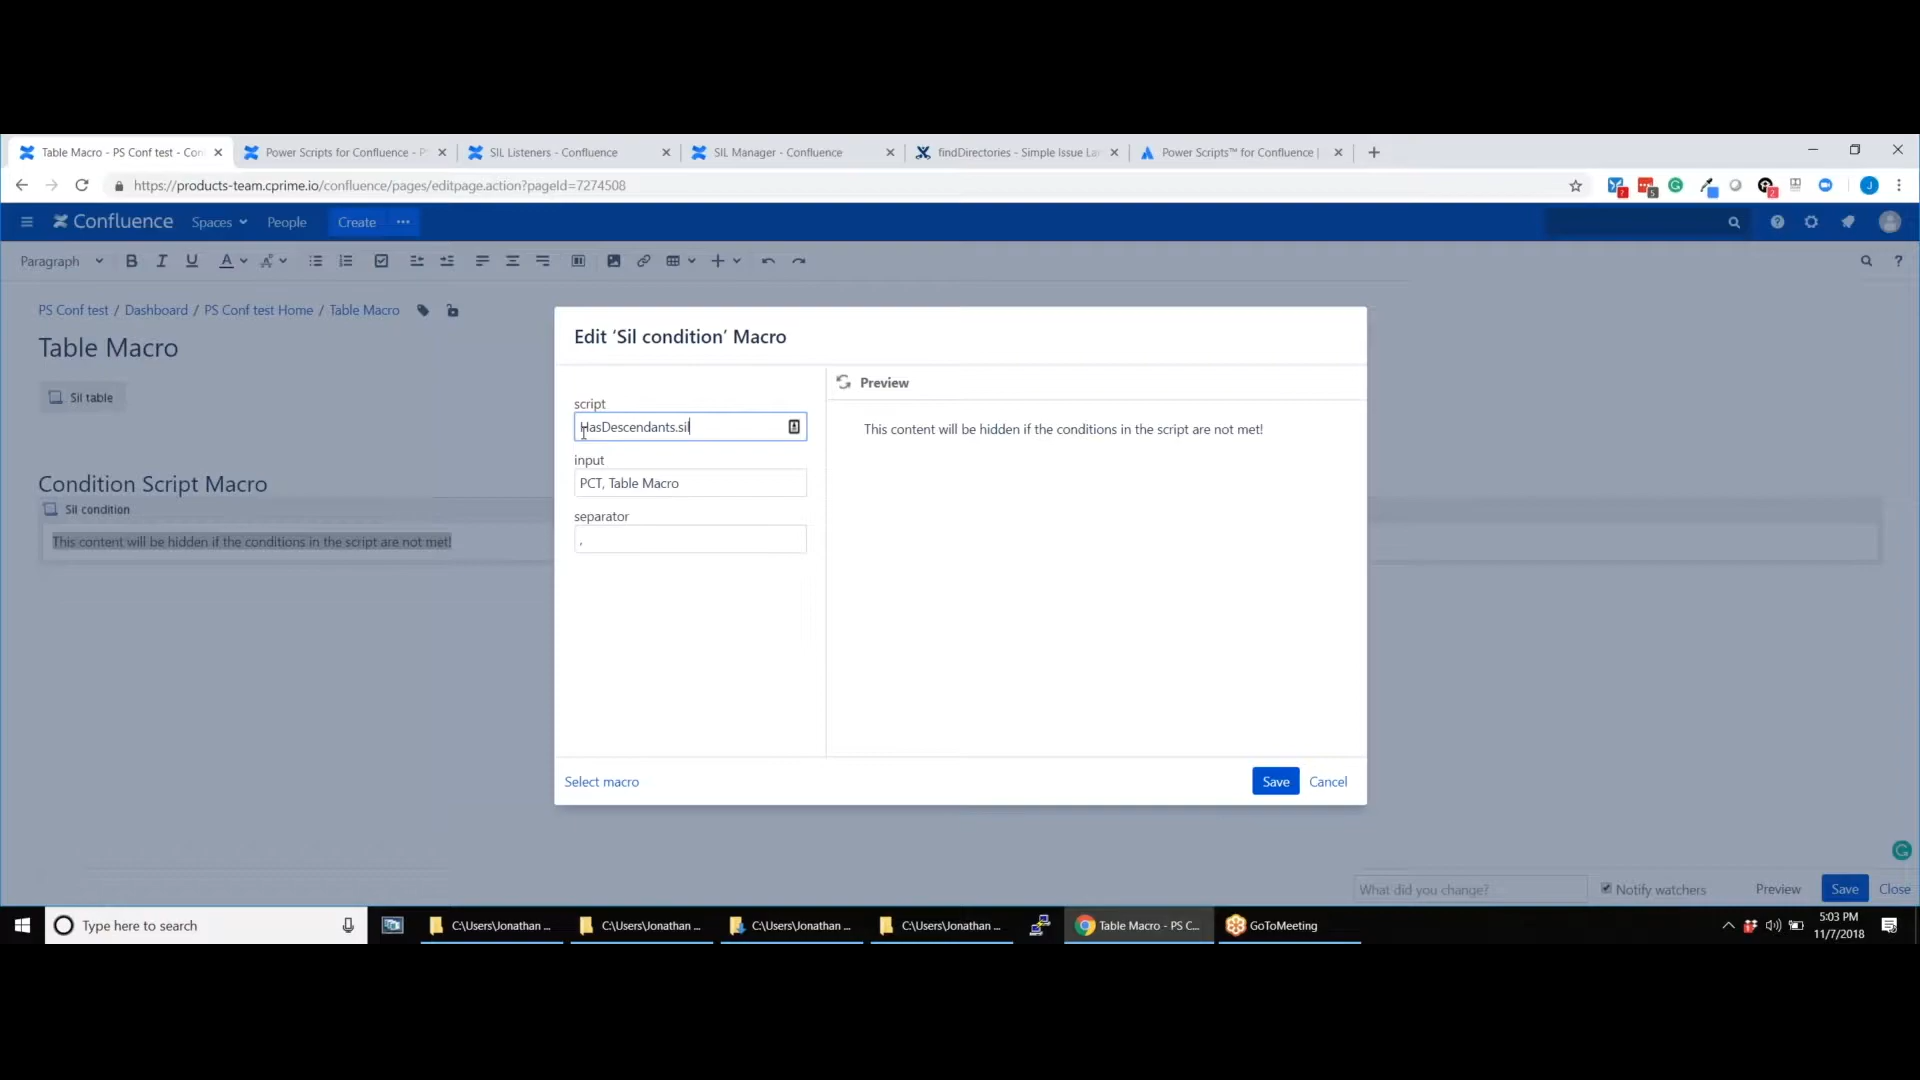 Table Macro - PS Conf test - Con
Power Scripts for Confluence - P
SIL Listeners - Confluence
SIL Manager - Confluence
findDirectories - Simple Issue Lan
Power Scripts™ for Confluence |
https://products-team.cprime.io/confluence/pages/editpage.action?pageId=7274508
Confluence Spaces People Create
Paragraph B I U A
PS Conf test / Dashboard / PS Conf test Home / Table Macro
Table Macro
Sil table
Condition Script Macro
Sil condition
This content will be hidden if the conditions in the script are not met!
Edit ‘Sil condition’ Macro
script
HasDescendants.sil
input
PCT, Table Macro
separator
,
Preview
This content will be hidden if the conditions in the script are not met!
Select macro
Save Cancel
What did you change? Notify watchers Preview Save Close
Type here to search
C:\Users\Jonathan ...
C:\Users\Jonathan ...
C:\Users\Jonathan ...
C:\Users\Jonathan ...
Table Macro - PS C...
GoToMeeting
5:03 PM
11/7/2018